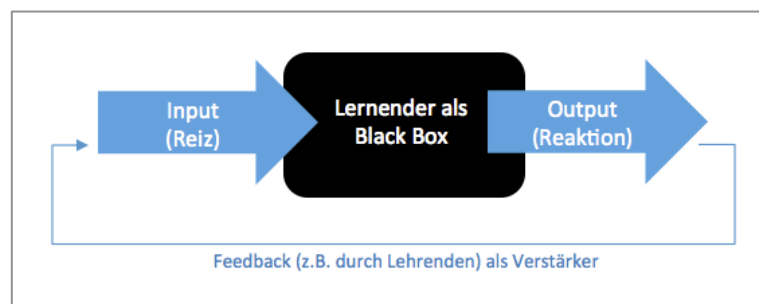 Input
(Reiz)
Lernender als
Black Box
Output
(Reaktion)
Feedback (z.B. durch Lehrenden) als Verstärker